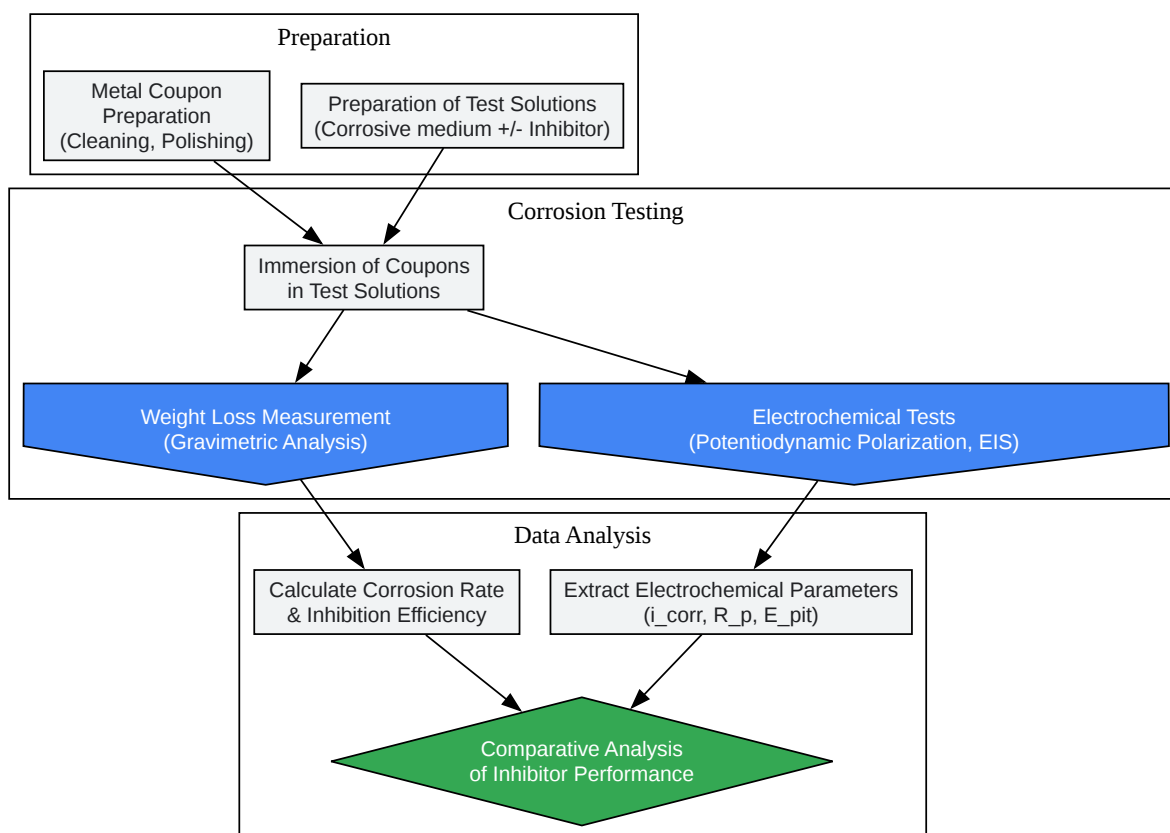 Preparation
Metal Coupon
Preparation
(Cleaning, Polishing)
Preparation of Test Solutions
(Corrosive medium +/- Inhibitor)
Corrosion Testing
Immersion of Coupons
in Test Solutions
Weight Loss Measurement
(Gravimetric Analysis)
Electrochemical Tests
(Potentiodynamic Polarization, EIS)
Data Analysis
Calculate Corrosion Rate
& Inhibition Efficiency
Extract Electrochemical Parameters
(i_corr, R_p, E_pit)
Comparative Analysis
of Inhibitor Performance